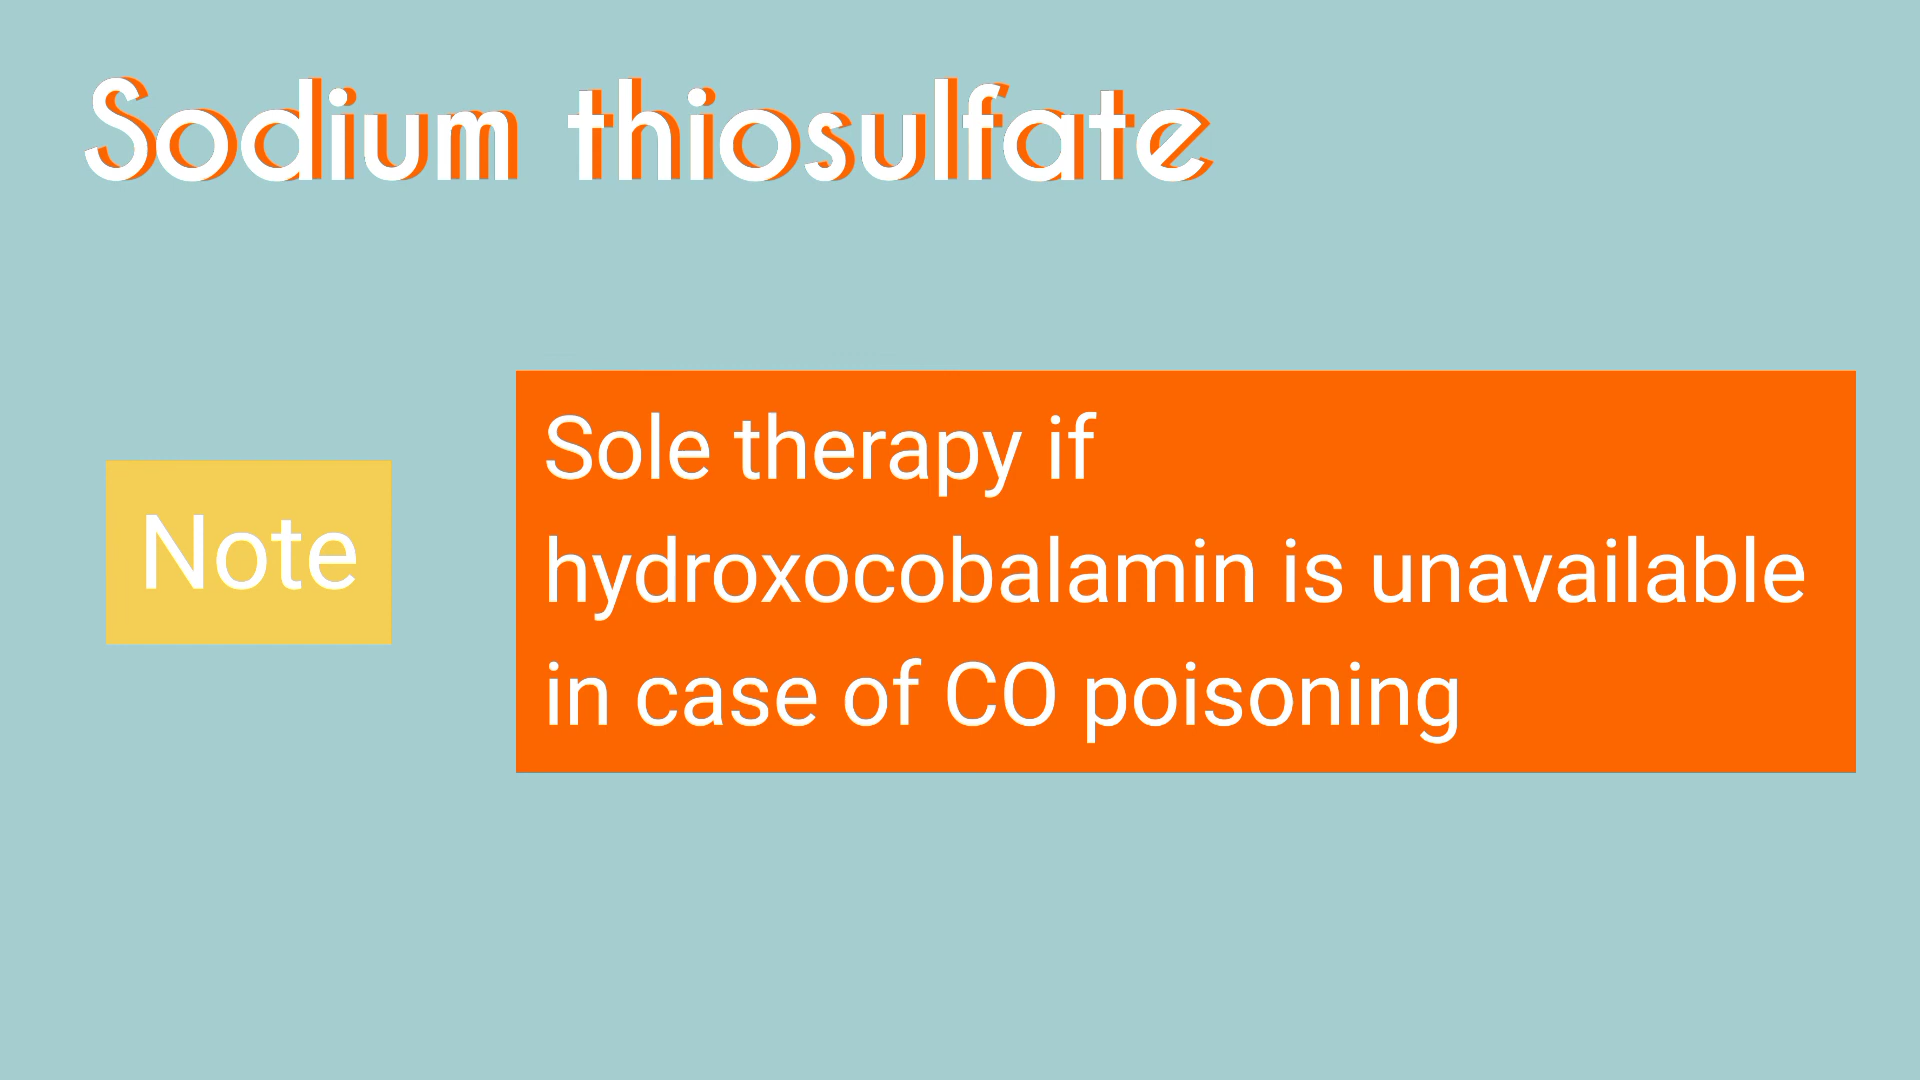 Sodium thiosulfate
Note
Sole therapy if
hydroxocobalamin is unavailable
in case of CO poisoning